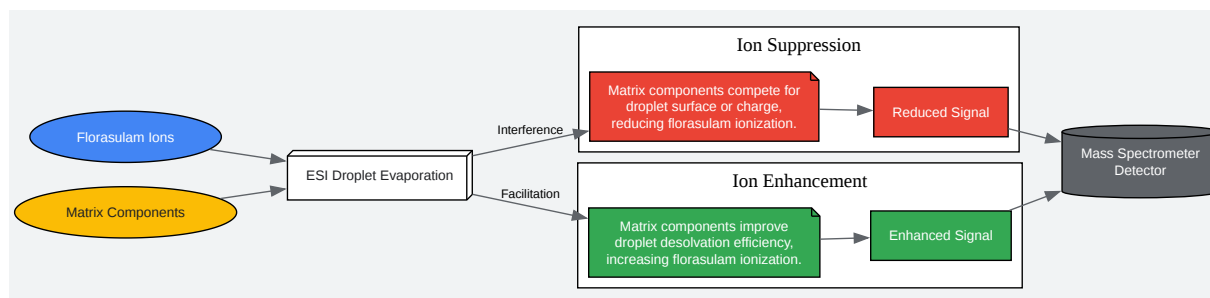 Florasulam Ions
Matrix Components
ESI Droplet Evaporation
Interference
Facilitation
Ion Suppression
Matrix components compete for
droplet surface or charge,
reducing florasulam ionization.
Reduced Signal
Ion Enhancement
Matrix components improve
droplet desolvation efficiency,
increasing florasulam ionization.
Enhanced Signal
Mass Spectrometer
Detector